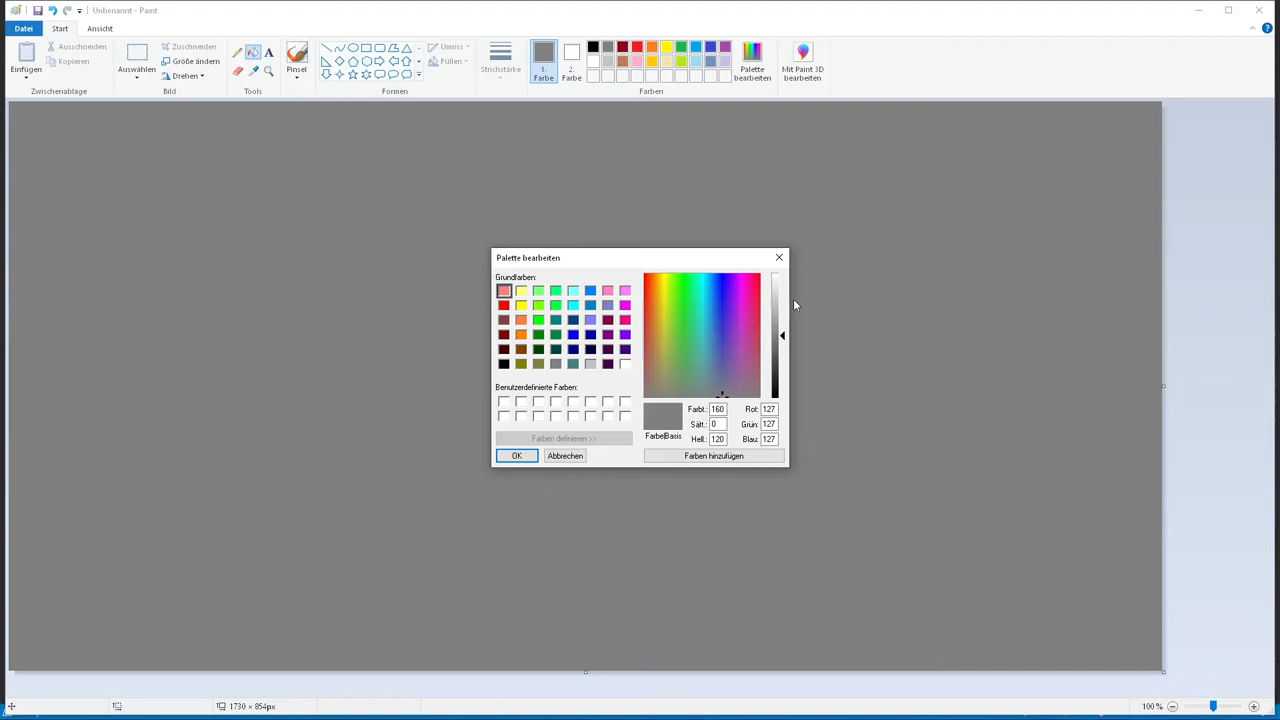 Unbenannt - Paint
Datei
Start
Ansicht
Einfügen
Ausschneiden
Kopieren
Zwischenablage
Auswählen
Zuschneiden
Größe ändern
Drehen
Bild
A
Tools
Pinsel
Umriss
Füllen
Formen
Strichstärke
1.
Farbe
2.
Farbe
Palette
bearbeiten
Mit Paint 3D
bearbeiten
Farben
Palette bearbeiten
Grundfarben:
Benutzerdefinierte Farben:
Farben definieren >>
OK
Abbrechen
Farbe|Basis
Farbt.: 160
Sätt.: 0
Hell.: 120
Rot: 127
Grün: 127
Blau: 127
Farben hinzufügen
1730 × 854px
100 %